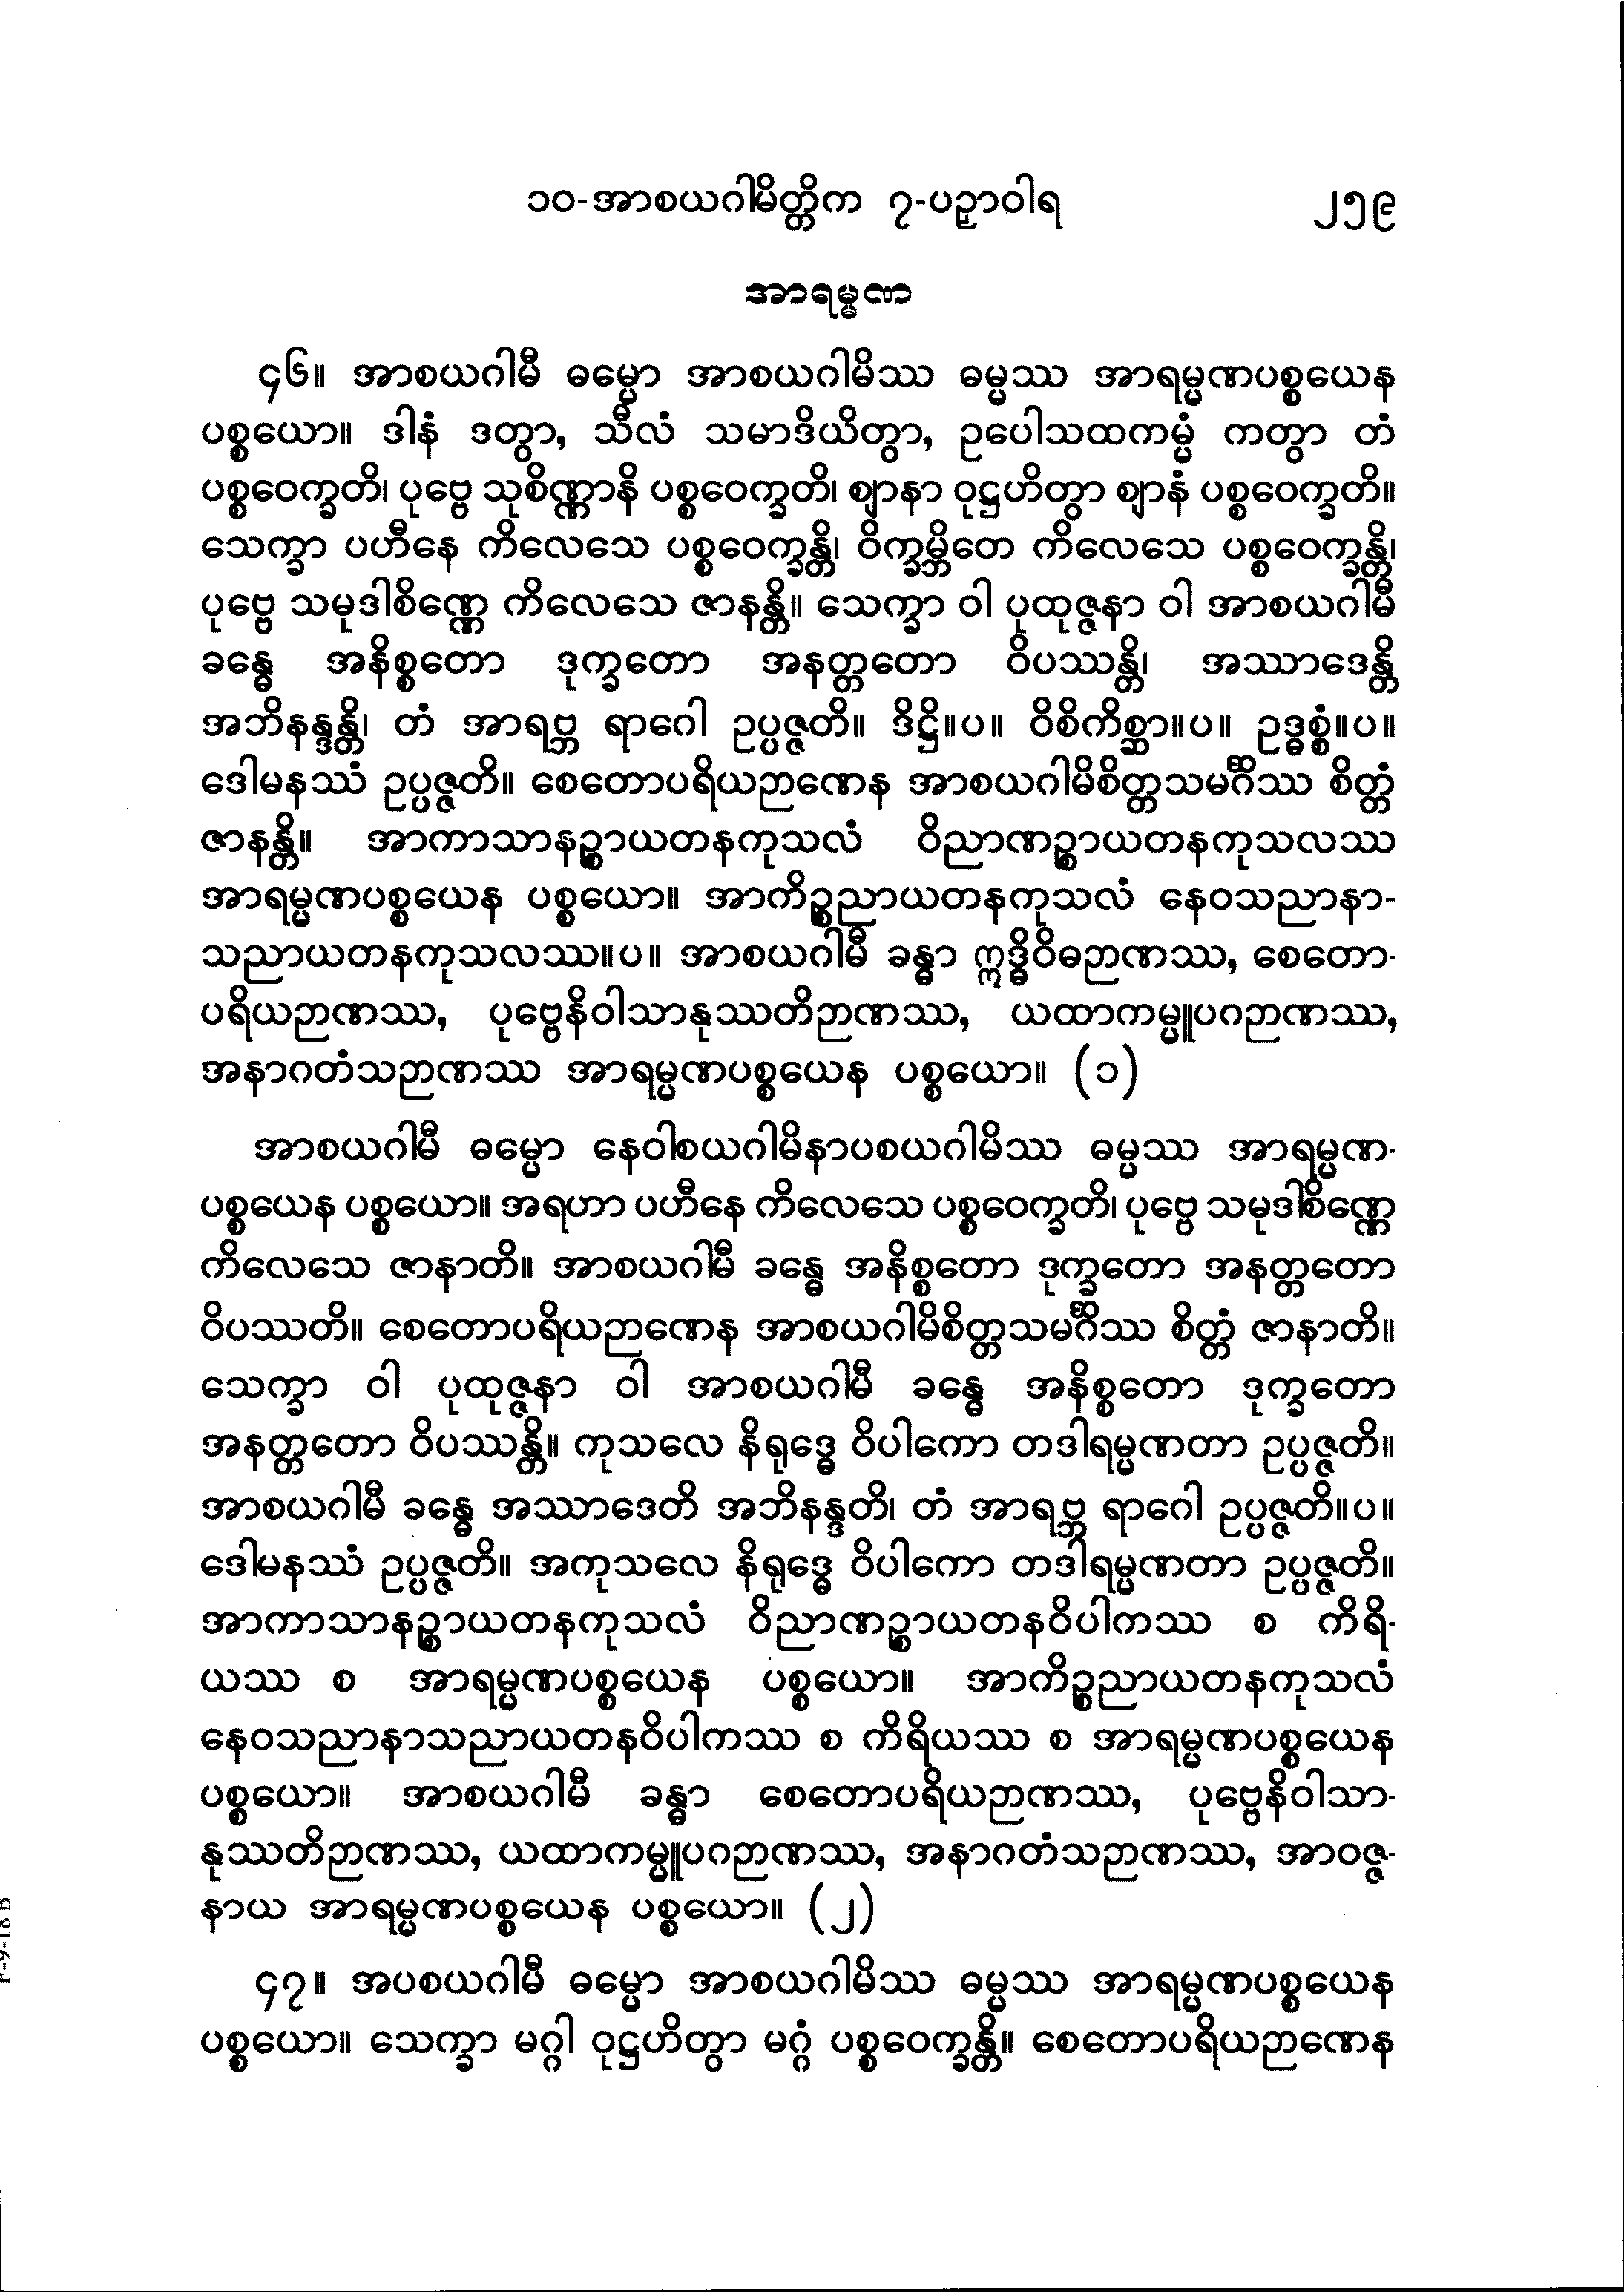 ၁၀-အာစယဂါမိတ္တိက ၇-ပဉှာဝါရ ၂၅၉
အာရမ္မဏ
၄၆။ အာစယဂါမီ ဓမ္မော အာစယဂါမိဿ ဓမ္မဿ အာရမ္မဏပစ္စယေန
ပစ္စယော။ ဒါနံ ဒတွာ, သီလံ သမာဒိယိတွာ, ဥပေါသထကမ္မံ ကတွာ တံ
ပစ္စဝေက္ခတိ၊ ပုဗ္ဗေ သုစိဏ္ဏာနိ ပစ္စဝေက္ခတိ၊ ဈာနာ ဝုဋ္ဌဟိတွာ ဈာနံ ပစ္စဝေက္ခတိ။
သေက္ခာ ပဟီနေ ကိလေသေ ပစ္စဝေက္ခန္တိ၊ ဝိက္ခမ္ဘိတေ ကိလေသေ ပစ္စဝေက္ခန္တိ၊
ပုဗ္ဗေ သမုဒါစိဏ္ဏေ ကိလေသေ ဇာနန္တိ။ သေက္ခာ ဝါ ပုထုဇ္ဇနာ ဝါ အာစယဂါမီ
ခန္ဓေ အနိစ္စတော ဒုက္ခတော အနတ္တတော ဝိပဿန္တိ၊ အဿာဒေန္တိ
အဘိနန္ဒန္တိ၊ တံ အာရဗ္ဘ ရာဂေါ ဥပ္ပဇ္ဇတိ။ ဒိဋ္ဌိ။ပ။ ဝိစိကိစ္ဆာ။ပ။ ဥဒ္ဓစ္စံ။ပ။
ဒေါမနဿံ ဥပ္ပဇ္ဇတိ။ စေတောပရိယဉာဏေန အာစယဂါမိစိတ္တသမင်္ဂိဿ စိတ္တံ
ဇာနန္တိ။ အာကာသာနဉ္စာယတနကုသလံ ဝိညာဏဉ္စာယတနကုသလဿ
အာရမ္မဏပစ္စယေန ပစ္စယော။ အာကိဉ္စညာယတနကုသလံ နေဝသညာနာ-
သညာယတနကုသလဿ။ပ။ အာစယဂါမီ ခန္ဓာ ဣဒ္ဓိဝိဓဉာဏဿ, စေတော-
ပရိယဉာဏဿ, ပုဗ္ဗေနိဝါသာနုဿတိဉာဏဿ, ယထာကမ္မူပဂဉာဏဿ,
အနာဂတံသဉာဏဿ အာရမ္မဏပစ္စယေန ပစ္စယော။ (၁)
အာစယဂါမီ ဓမ္မော နေဝါစယဂါမိနာပစယဂါမိဿ ဓမ္မဿ အာရမ္မဏ-
ပစ္စယေန ပစ္စယော။ အရဟာ ပဟီနေ ကိလေသေ ပစ္စဝေက္ခတိ၊ ပုဗ္ဗေ သမုဒါစိဏ္ဏေ
ကိလေသေ ဇာနာတိ။ အာစယဂါမီ ခန္ဓေ အနိစ္စတော ဒုက္ခတော အနတ္တတော
ဝိပဿတိ။ စေတောပရိယဉာဏေန အာစယဂါမိစိတ္တသမင်္ဂိဿ စိတ္တံ ဇာနာတိ။
သေက္ခာ ဝါ ပုထုဇ္ဇနာ ဝါ အာစယဂါမီ ခန္ဓေ အနိစ္စတော ဒုက္ခတော
အနတ္တတော ဝိပဿန္တိ။ ကုသလေ နိရုဒ္ဓေ ဝိပါကော တဒါရမ္မဏတာ ဥပ္ပဇ္ဇတိ။
အာစယဂါမီ ခန္ဓေ အဿာဒေတိ အဘိနန္ဒတိ၊ တံ အာရဗ္ဘ ရာဂေါ ဥပ္ပဇ္ဇတိ။ပ။
ဒေါမနဿံ ဥပ္ပဇ္ဇတိ။ အကုသလေ နိရုဒ္ဓေ ဝိပါကော တဒါရမ္မဏတာ ဥပ္ပဇ္ဇတိ။
အာကာသာနဉ္စာယတနကုသလံ ဝိညာဏဉ္စာယတနဝိပါကဿ စ ကိရိ-
ယဿ စ အာရမ္မဏပစ္စယေန ပစ္စယော။ အာကိဉ္စညာယတနကုသလံ
နေဝသညာနာသညာယတနဝိပါကဿ စ ကိရိယဿ စ အာရမ္မဏပစ္စယေန
ပစ္စယော။ အာစယဂါမီ ခန္ဓာ စေတောပရိယဉာဏဿ, ပုဗ္ဗေနိဝါသာ-
နုဿတိဉာဏဿ, ယထာကမ္မူပဂဉာဏဿ, အနာဂတံသဉာဏဿ, အာဝဇ္ဇ-
နာယ အာရမ္မဏပစ္စယေန ပစ္စယော။ (၂)
၄၇။ အပစယဂါမီ ဓမ္မော အာစယဂါမိဿ ဓမ္မဿ အာရမ္မဏပစ္စယေန
ပစ္စယော။ သေက္ခာ မဂ္ဂါ ဝုဋ္ဌဟိတွာ မဂ္ဂံ ပစ္စဝေက္ခန္တိ။ စေတောပရိယဉာဏေန